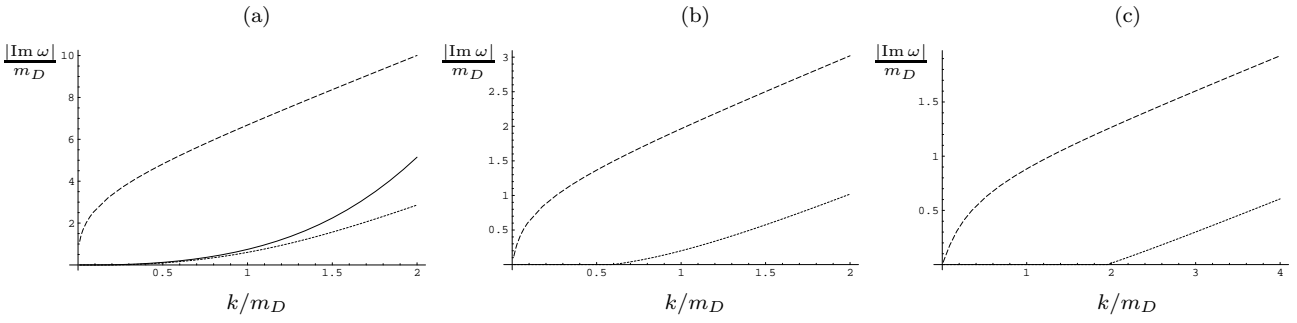 (a)
|Im ω|
m_D
10
8
6
4
2
0.5 1 1.5 2
k/m_D
(b)
|Im ω|
m_D
3
2.5
2
1.5
1
0.5
0.5 1 1.5 2
k/m_D
(c)
|Im ω|
m_D
1.5
1
0.5
1 2 3 4
k/m_D